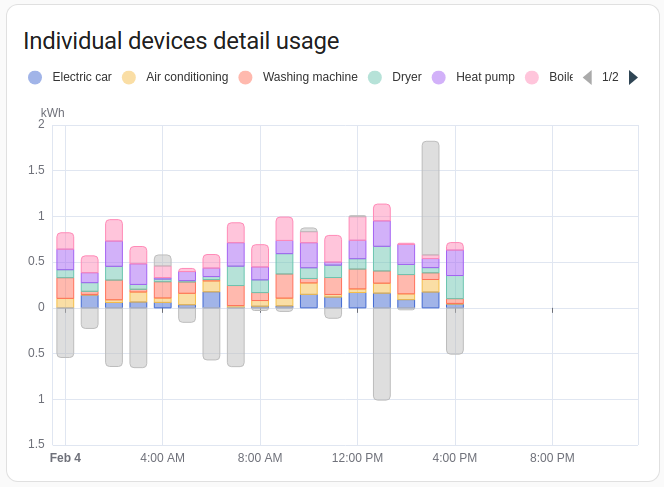 Individual devices detail usage
Electric car Air conditioning Washing machine Dryer Heat pump 1/2
kWh
2
1.5
1
0.5
0
0.5
1
1.5
Feb 4 4:00 AM 8:00 AM 12:00 PM 4:00 PM 8:00 PM